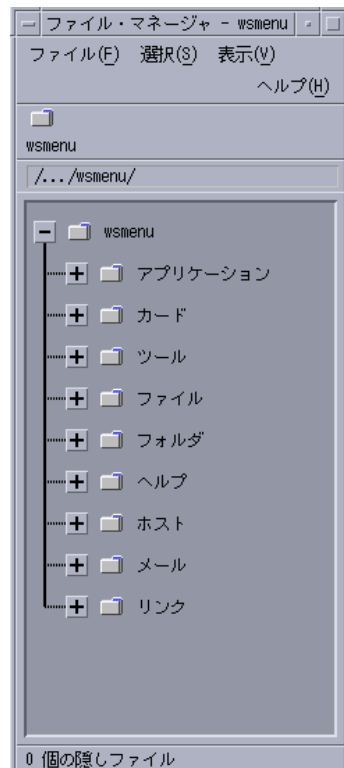 ファイル・マネージャ - wsmenu
ファイル(F) 選択(S) 表示(V)
ヘルプ(H)
wsmenu
/.../wsmenu/
wsmenu
アプリケーション
カード
ツール
ファイル
フォルダ
ヘルプ
ホスト
メール
リンク
0 個の隠しファイル